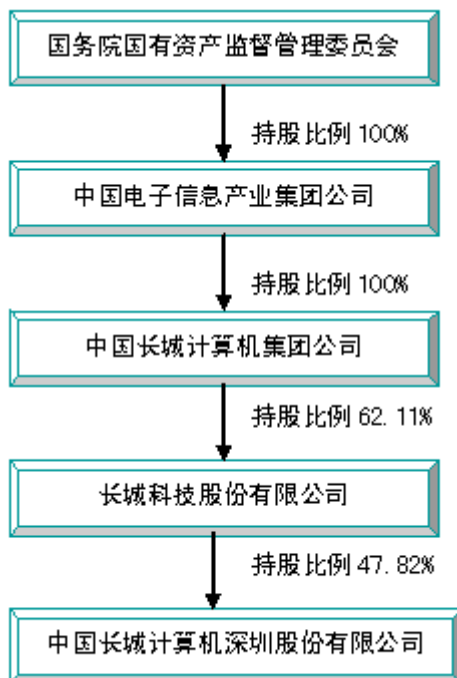 国务院国有资产监督管理委员会
持股比例 100%
中国电子信息产业集团公司
持股比例 100%
中国长城计算机集团公司
持股比例 62.11%
长城科技股份有限公司
持股比例 47.82%
中国长城计算机深圳股份有限公司